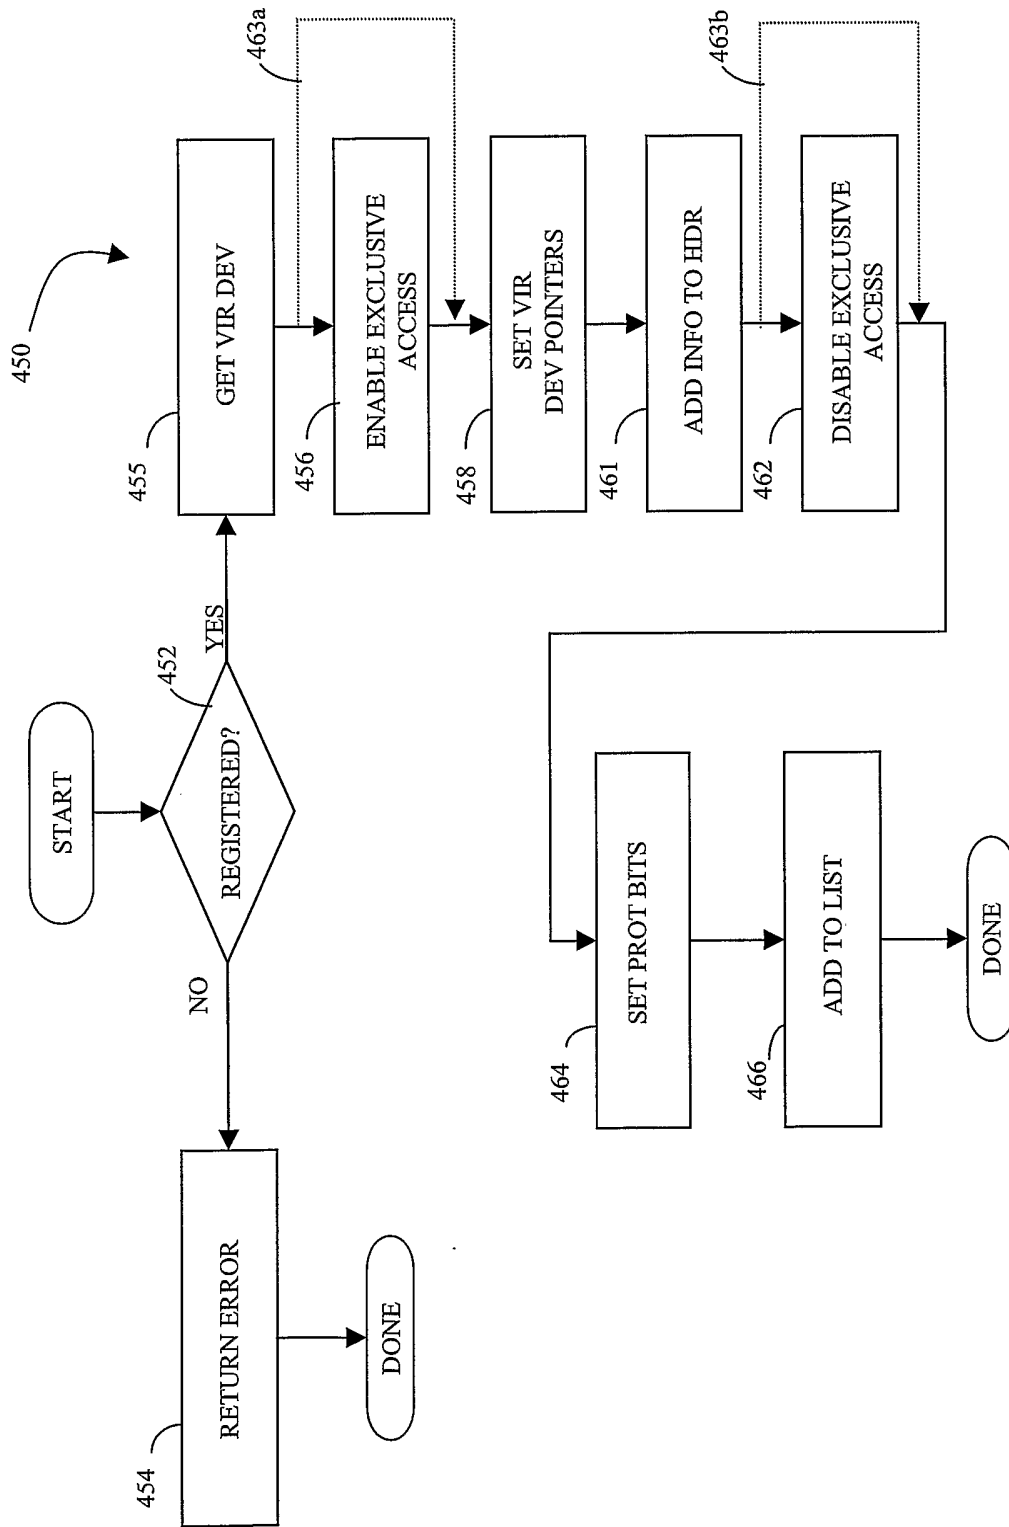 450
START
452
REGISTERED?
NO
YES
454
RETURN ERROR
DONE
455
GET VIR DEV
463a
456
ENABLE EXCLUSIVE
ACCESS
458
SET VIR
DEV POINTERS
461
ADD INFO TO HDR
463b
462
DISABLE EXCLUSIVE
ACCESS
464
SET PROT BITS
466
ADD TO LIST
DONE